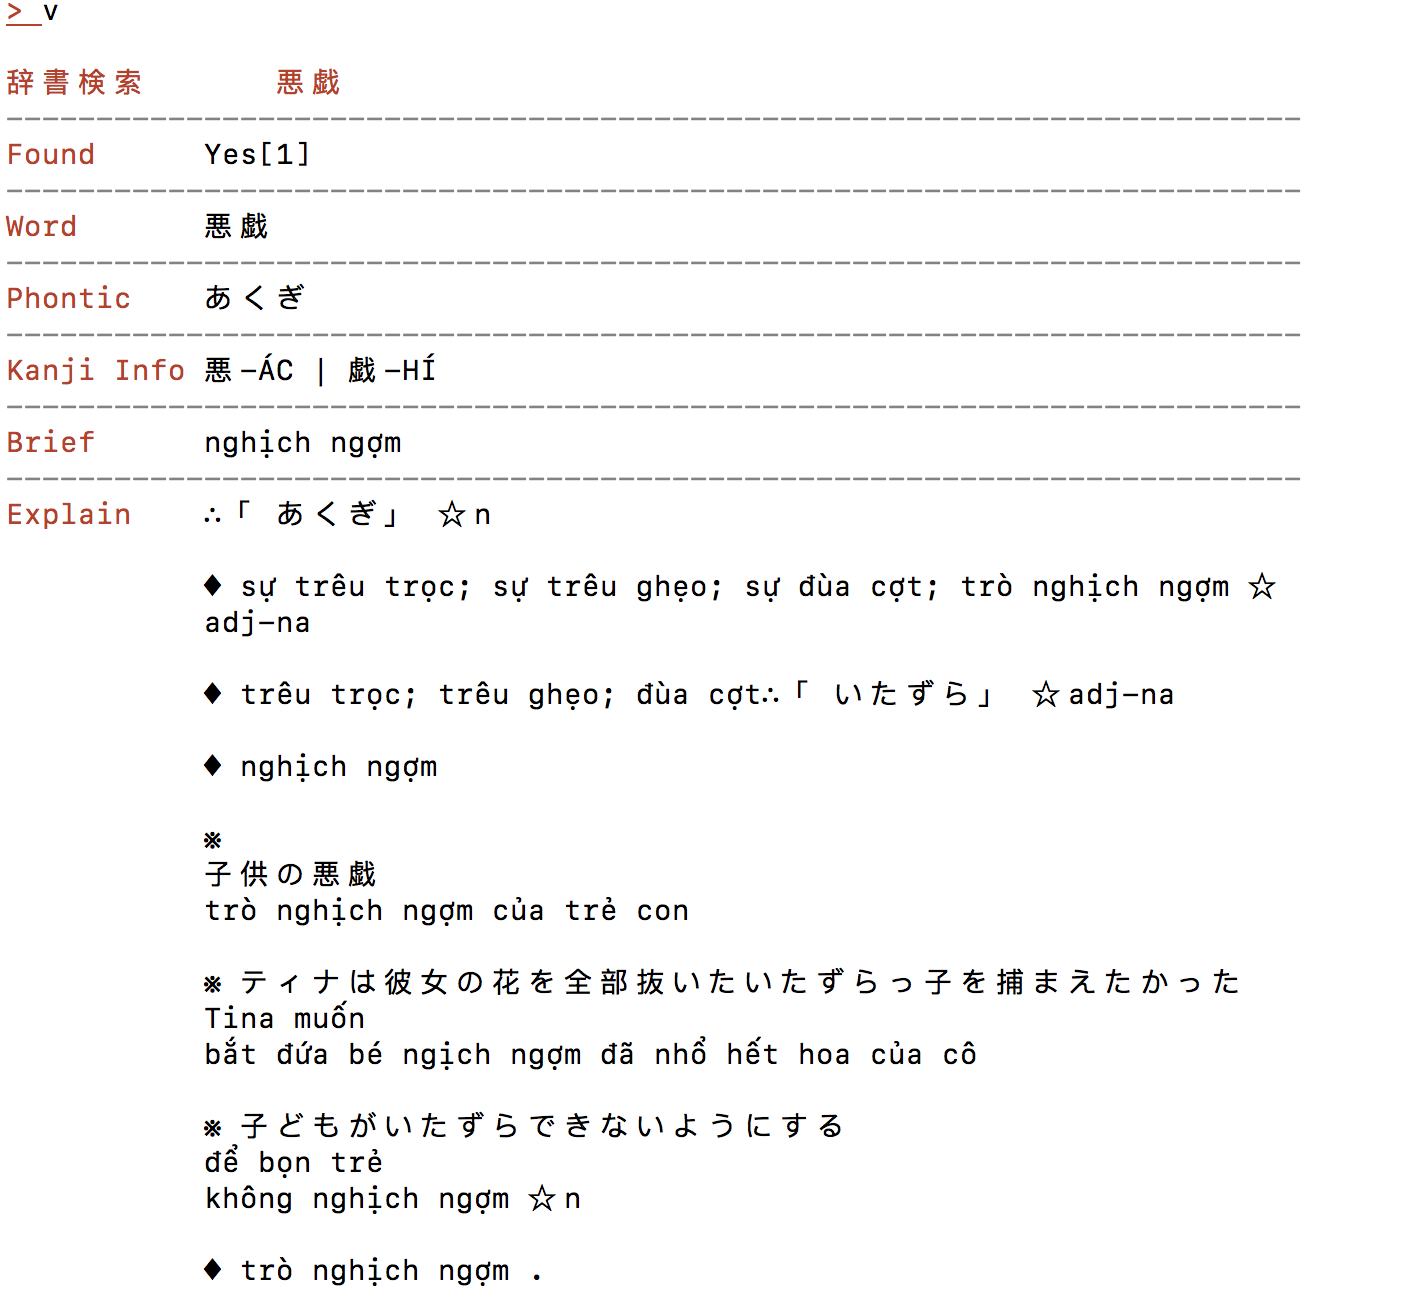 > v
辞書検索 悪戯
Found Yes[1]
Word 悪戯
Phontic あくぎ
Kanji Info 悪-ÁC | 戯-HÍ
Brief nghịch ngợm
Explain ∴「 あくぎ」 ☆n
♦ sự trêu trọc; sự trêu ghẹo; sự đùa cợt; trò nghịch ngợm ☆
adj-na
♦ trêu trọc; trêu ghẹo; đùa cợt∴「 いたずら」 ☆adj-na
♦ nghịch ngợm
※
子供の悪戯
trò nghịch ngợm của trẻ con
※ ティナは彼女の花を全部抜いたいたずらっ子を捕まえたかった
Tina muốn
bắt đứa bé ngịch ngợm đã nhổ hết hoa của cô
※ 子どもがいたずらできないようにする
để bọn trẻ
không nghịch ngợm ☆n
♦ trò nghịch ngợm .